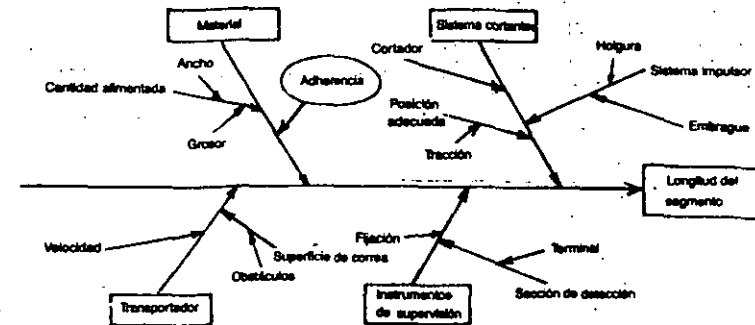 Material
Sistema cortante
Ancho
Cantidad alimentada
Grosor
Adherencia
Cortador
Holgura
Sistema impulsor
Embrague
Posición
adecuada
Tracción
Longitud del
segmento
Velocidad
Superficie de correa
Obstáculos
Transportador
Fijación
Terminal
Sección de detección
Instrumentos
de supervisión